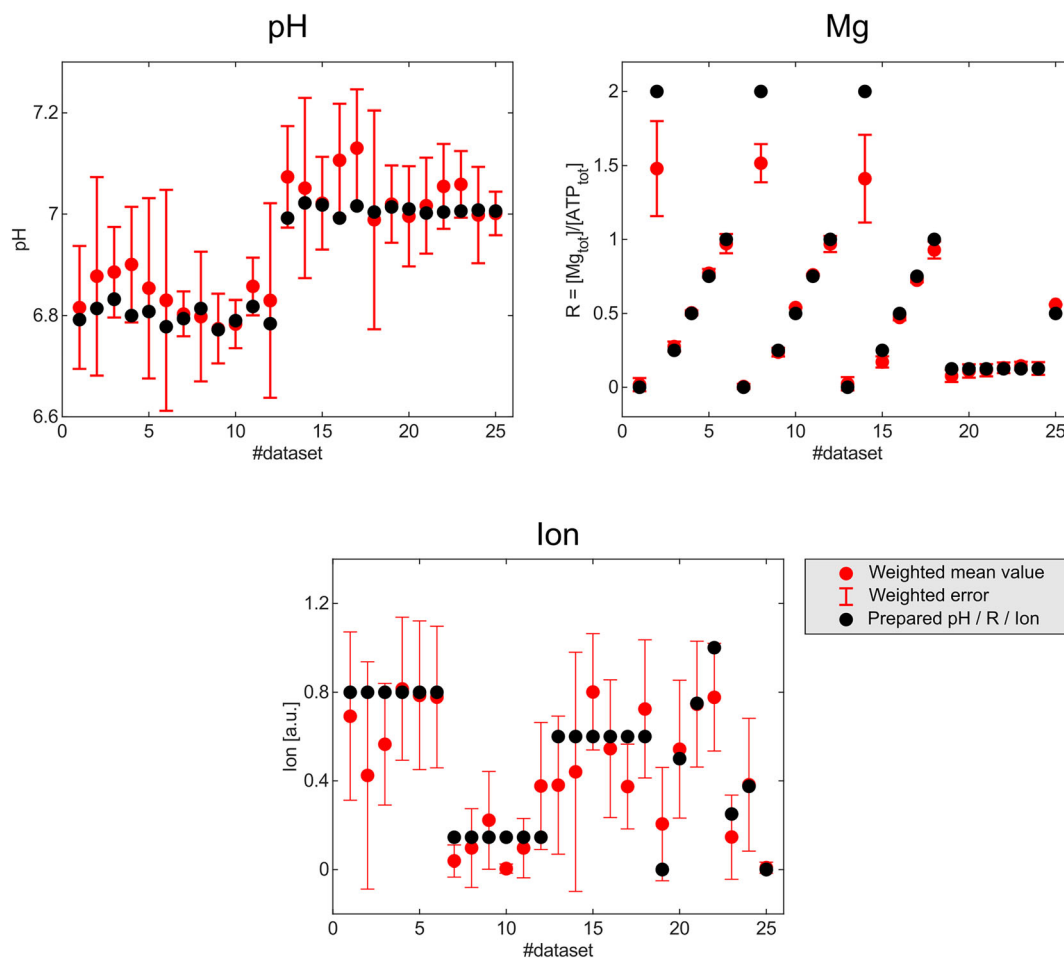 pH
Mg
7.2
7
6.8
6.6
pH
0 5 10 15 20 25
#dataset
2
1.5
1
0.5
0
R = [Mg_tot]/[ATP_tot]
0 5 10 15 20 25
#dataset
Ion
1.2
0.8
0.4
0
Ion [a.u.]
0 5 10 15 20 25
#dataset
Weighted mean value
Weighted error
Prepared pH / R / Ion